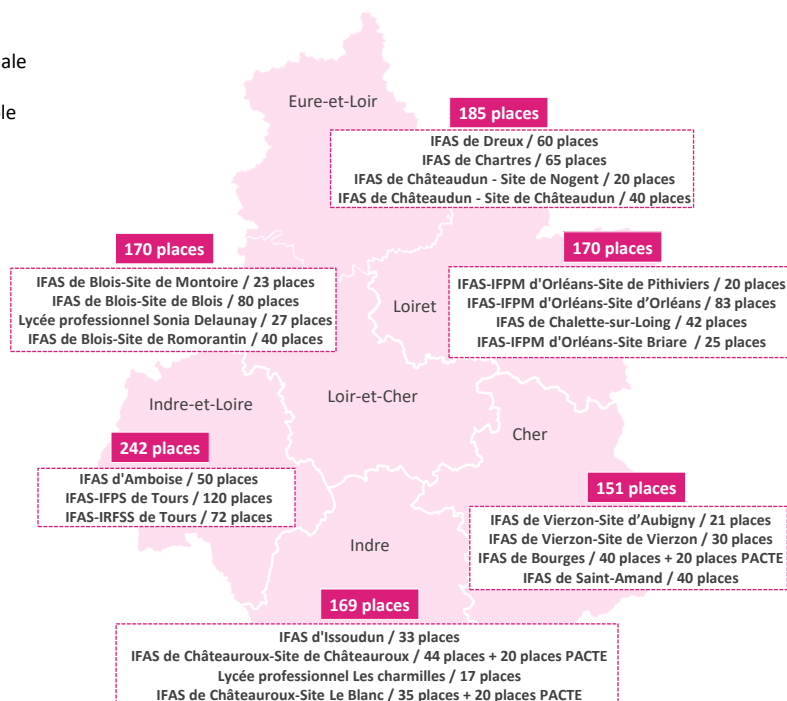 ale
ole
Eure-et-Loir
185 places
IFAS de Dreux / 60 places
IFAS de Chartres / 65 places
IFAS de Châteaudun - Site de Nogent / 20 places
IFAS de Châteaudun - Site de Châteaudun / 40 places
170 places
IFAS de Blois-Site de Montoire / 23 places
IFAS de Blois-Site de Blois / 80 places
Lycée professionnel Sonia Delaunay / 27 places
IFAS de Blois-Site de Romorantin / 40 places
170 places
IFAS-IFPM d'Orléans-Site de Pithiviers / 20 places
IFAS-IFPM d'Orléans-Site d’Orléans / 83 places
IFAS de Chalette-sur-Loing / 42 places
IFAS-IFPM d'Orléans-Site Briare / 25 places
Loiret
Indre-et-Loire
Loir-et-Cher
Cher
242 places
IFAS d'Amboise / 50 places
IFAS-IFPS de Tours / 120 places
IFAS-IRFSS de Tours / 72 places
151 places
IFAS de Vierzon-Site d’Aubigny / 21 places
IFAS de Vierzon-Site de Vierzon / 30 places
IFAS de Bourges / 40 places + 20 places PACTE
IFAS de Saint-Amand / 40 places
Indre
169 places
IFAS d'Issoudun / 33 places
IFAS de Châteauroux-Site de Châteauroux / 44 places + 20 places PACTE
Lycée professionnel Les charmilles / 17 places
IFAS de Châteauroux-Site Le Blanc / 35 places + 20 places PACTE